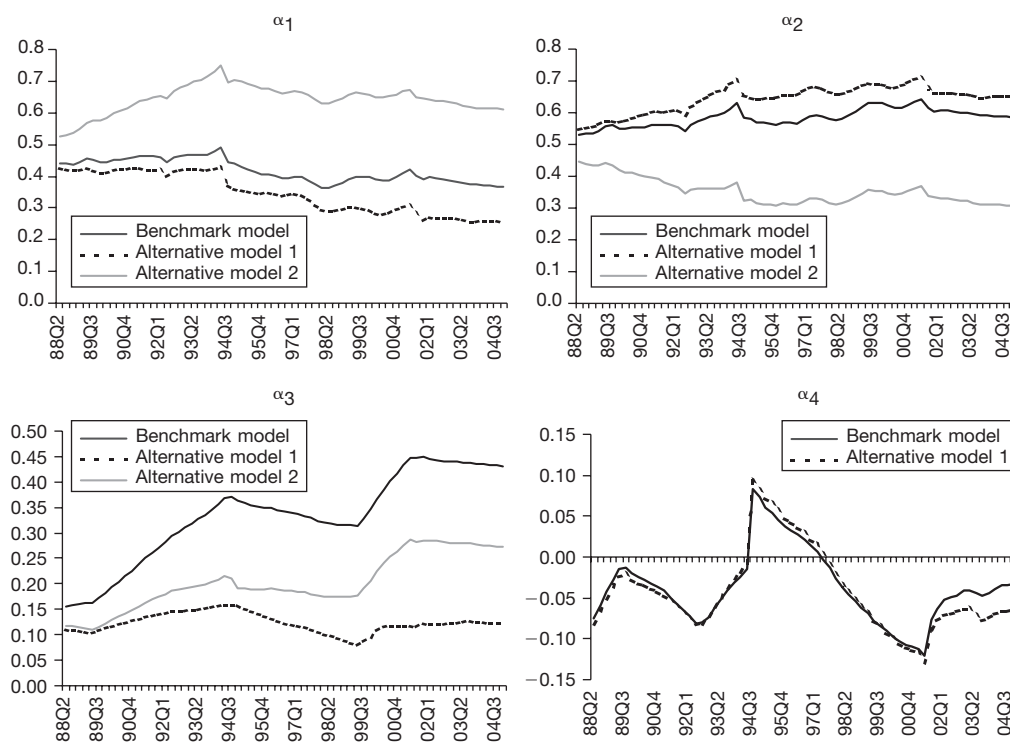 α1
0.8
0.7
0.6
0.5
0.4
0.3
0.2
0.1
0.0
Benchmark model
Alternative model 1
Alternative model 2
88Q2
89Q3
90Q4
92Q1
93Q2
94Q3
95Q4
97Q1
98Q2
99Q3
00Q4
02Q1
03Q2
04Q3
α2
0.8
0.7
0.6
0.5
0.4
0.3
0.2
0.1
0.0
Benchmark model
Alternative model 1
Alternative model 2
88Q2
89Q3
90Q4
92Q1
93Q2
94Q3
95Q4
97Q1
98Q2
99Q3
00Q4
02Q1
03Q2
04Q3
α3
0.50
0.45
0.40
0.35
0.30
0.25
0.20
0.15
0.10
0.05
0.00
Benchmark model
Alternative model 1
Alternative model 2
88Q2
89Q3
90Q4
92Q1
93Q2
94Q3
95Q4
97Q1
98Q2
99Q3
00Q4
02Q1
03Q2
04Q3
α4
0.15
0.10
0.05
0.00
−0.05
−0.10
−0.15
Benchmark model
Alternative model 1
88Q2
89Q3
90Q4
92Q1
93Q2
94Q3
95Q4
97Q1
98Q2
99Q3
00Q4
02Q1
03Q2
04Q3